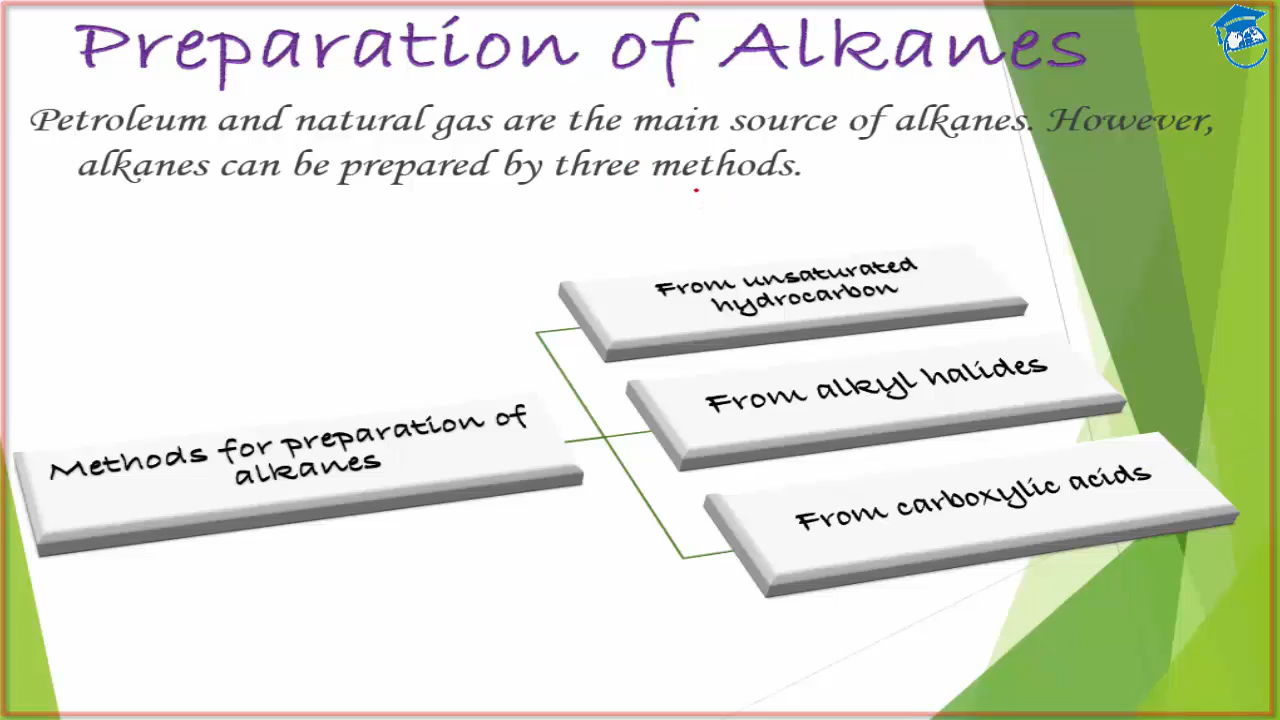 Preparation of Alkanes
Petroleum and natural gas are the main source of alkanes. However,
alkanes can be prepared by three methods.
From unsaturated
hydrocarbon
From alkyl halides
Methods for preparation of
alkanes
From carboxylic acids